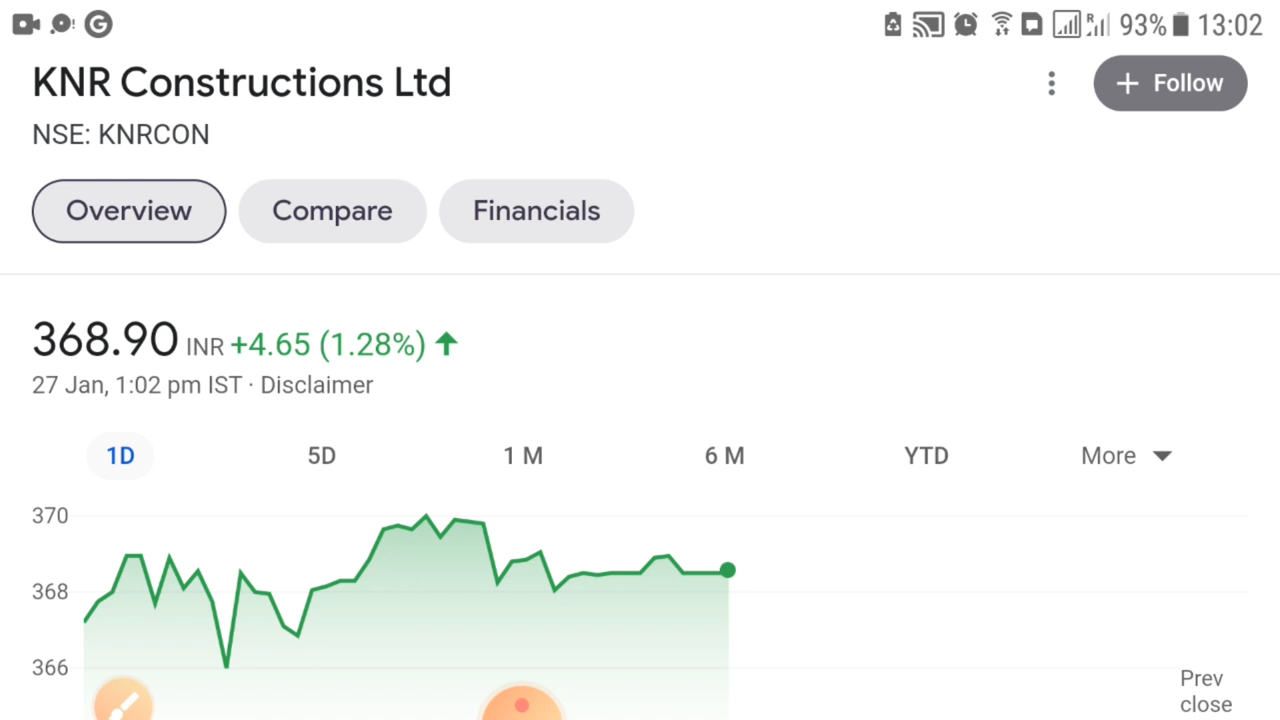 93% 13:02
KNR Constructions Ltd
+ Follow
NSE: KNRCON
Overview Compare Financials
368.90 INR +4.65 (1.28%)
27 Jan, 1:02 pm IST · Disclaimer
1D 5D 1 M 6 M YTD More
370
368
366
Prev
close